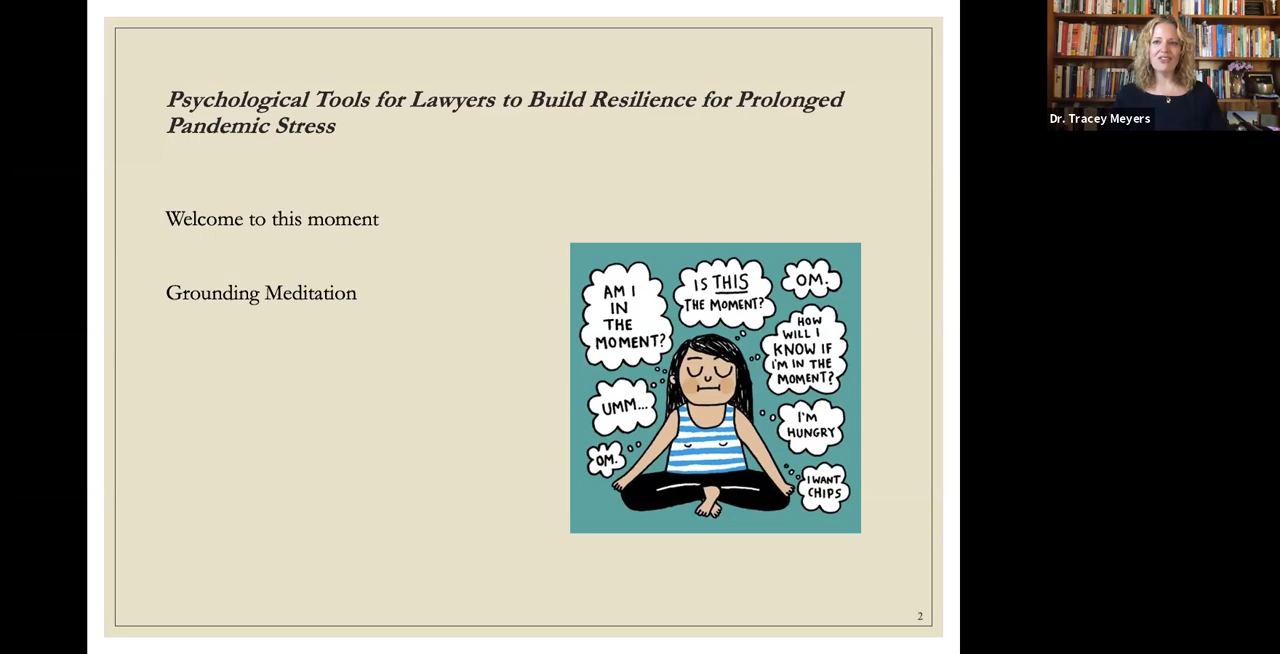 Psychological Tools for Lawyers to Build Resilience for Prolonged
Pandemic Stress
Welcome to this moment
Grounding Meditation
AM I
IN
THE
MOMENT?
IS THIS
THE MOMENT?
OM.
HOW
WILL I
KNOW IF
I'M IN THE
MOMENT?
UMM...
I'M
HUNGRY
OM.
I WANT
CHIPS
2
Dr. Tracey Meyers